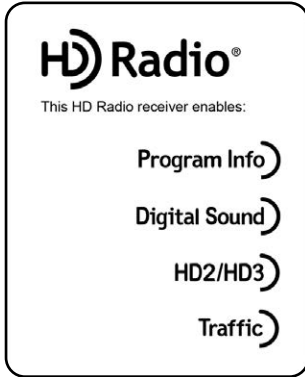 HD Radio®
This HD Radio receiver enables:
Program Info
Digital Sound
HD2/HD3
Traffic